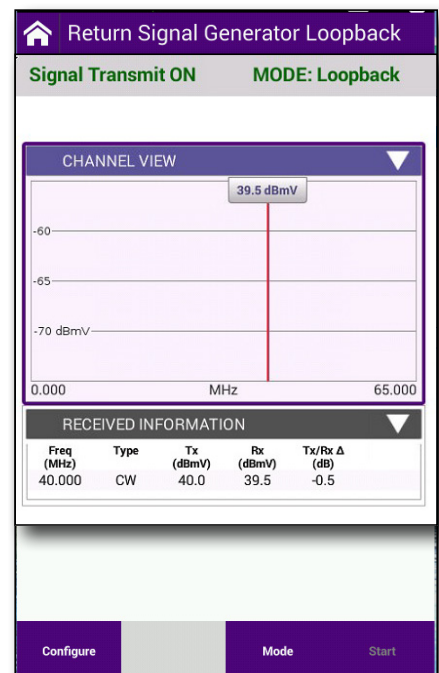 Return Signal Generator Loopback
Signal Transmit ON MODE: Loopback
CHANNEL VIEW
39.5 dBmV
-60
-65
-70 dBmV
0.000 MHz 65.000
RECEIVED INFORMATION
Freq Type Tx Rx Tx/Rx Δ
(MHz) (dBmV) (dBmV) (dB)
40.000 CW 40.0 39.5 -0.5
Configure Mode Start